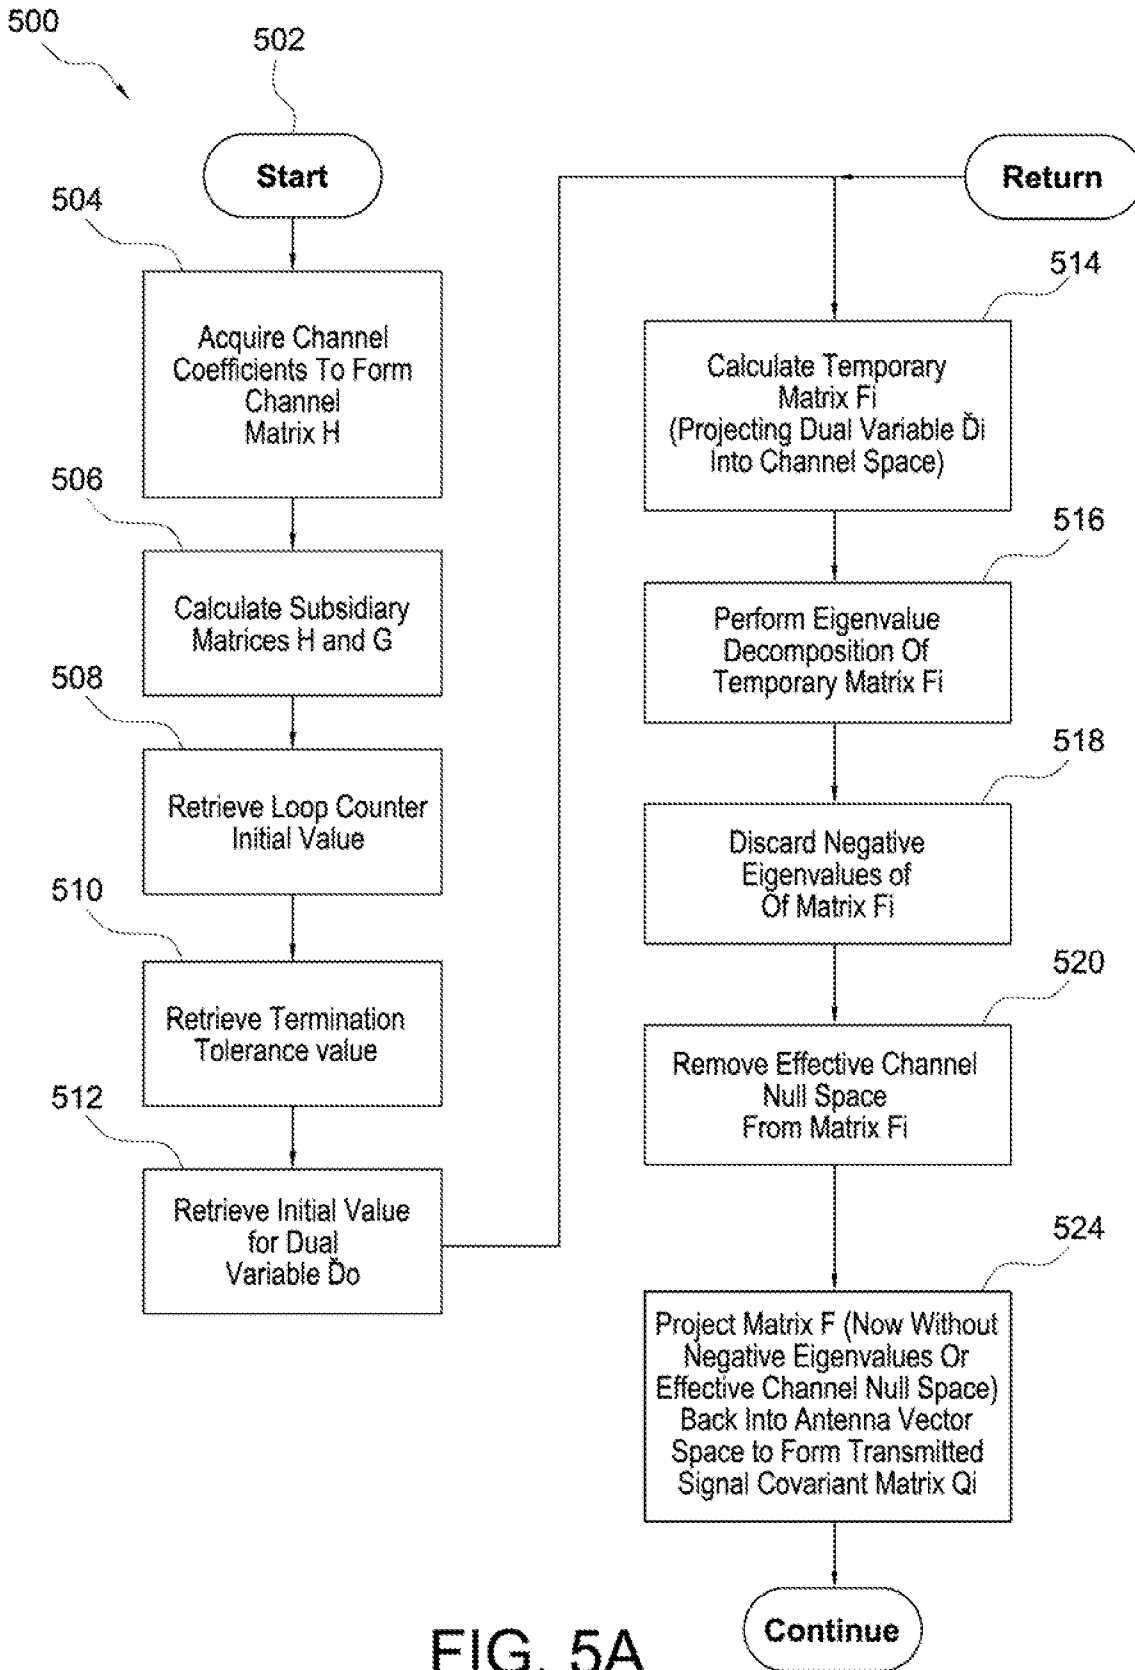 500
502
Start
504
Acquire Channel
Coefficients To Form
Channel
Matrix H
506
Calculate Subsidiary
Matrices H and G
508
Retrieve Loop Counter
Initial Value
510
Retrieve Termination
Tolerance value
512
Retrieve Initial Value
for Dual
Variable Ďo
Return
514
Calculate Temporary
Matrix Fi
(Projecting Dual Variable Ďi
Into Channel Space)
516
Perform Eigenvalue
Decomposition Of
Temporary Matrix Fi
518
Discard Negative
Eigenvalues of
Of Matrix Fi
520
Remove Effective Channel
Null Space
From Matrix Fi
524
Project Matrix F (Now Without
Negative Eigenvalues Or
Effective Channel Null Space)
Back Into Antenna Vector
Space to Form Transmitted
Signal Covariant Matrix Qi
Continue
FIG. 5A